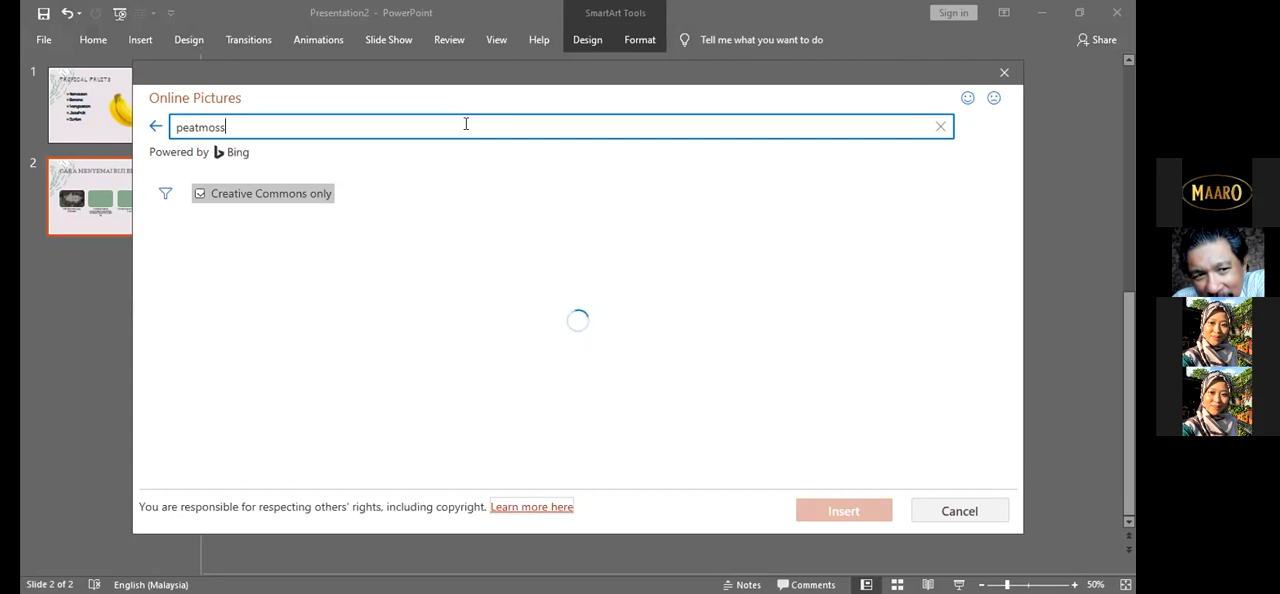 Presentation2 - PowerPoint
SmartArt Tools
Sign in
File Home Insert Design Transitions Animations Slide Show Review View Help Design Format Tell me what you to do Share
1
TROPICAL FRUITS
2
Online Pictures
peatmoss
Powered by Bing
Creative Commons only
You are responsible for respecting others' rights, including copyright. Learn more here
Insert
Cancel
MAARO
Slide 2 of 2 English (Malaysia) Notes Comments 50%